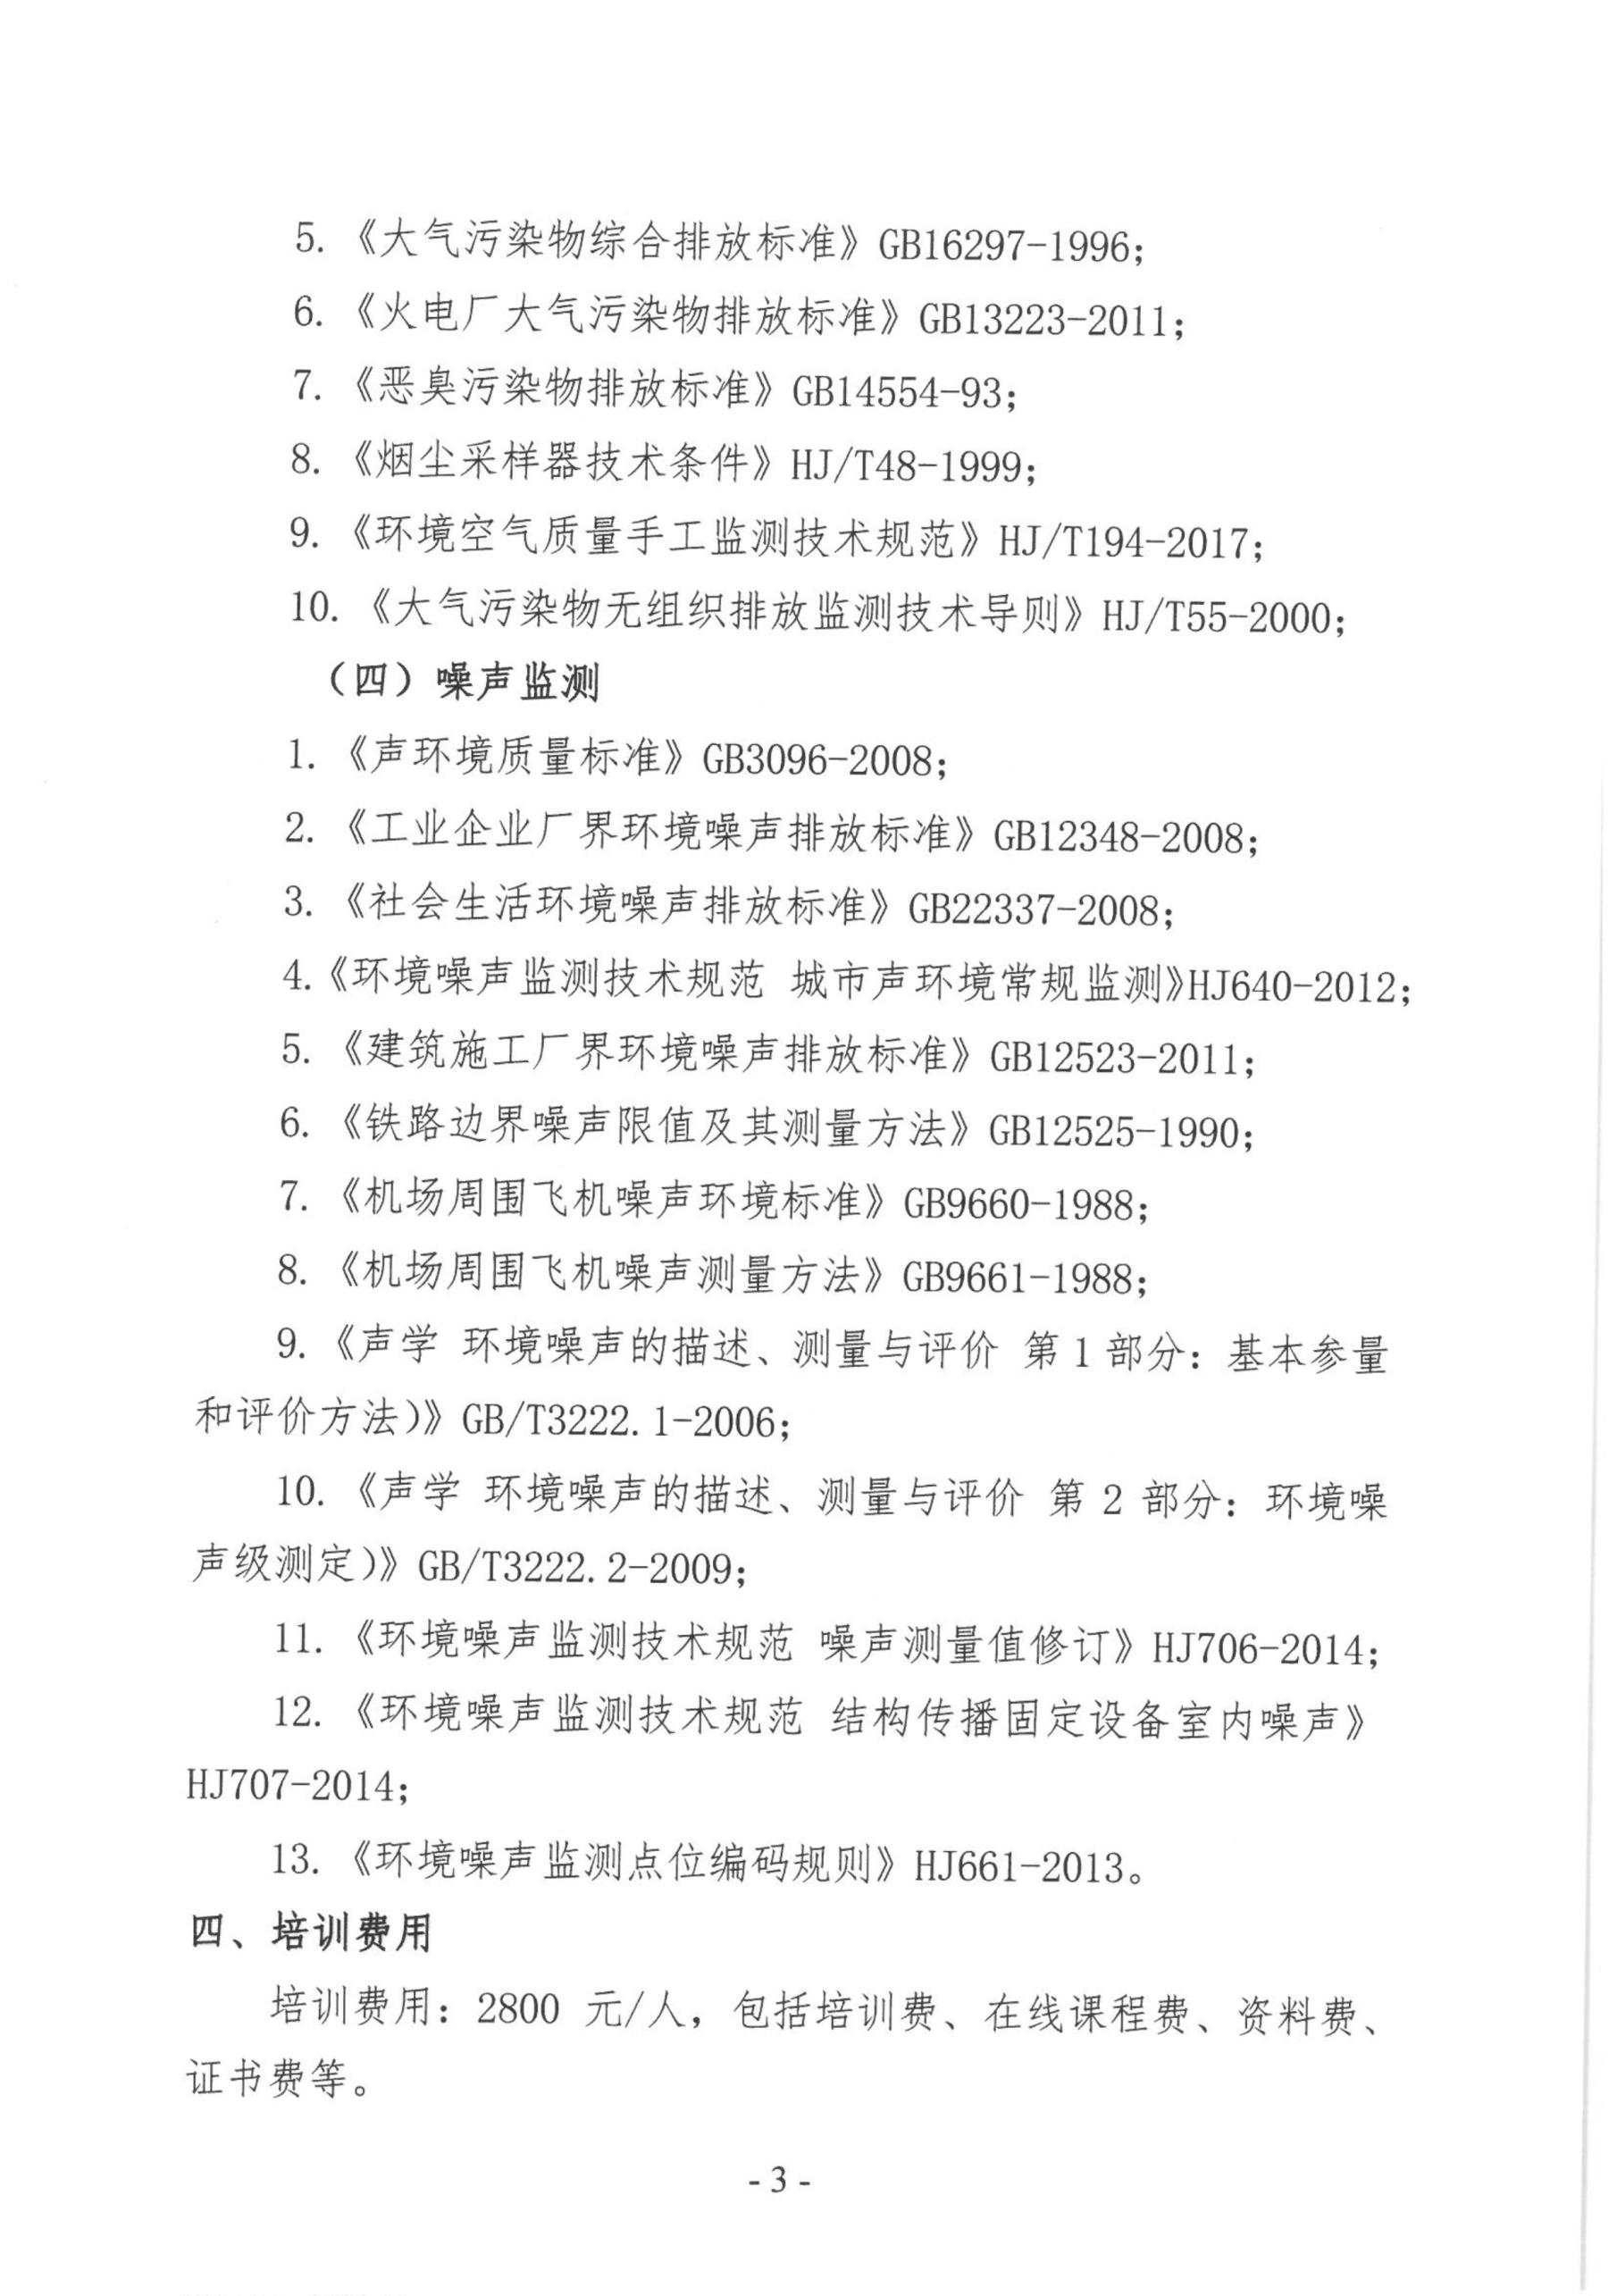 5. 《大气污染物综合排放标准》GB16297-1996;
6. 《火电厂大气污染物排放标准》GB13223-2011;
7. 《恶臭污染物排放标准》GB14554-93;
8. 《烟尘采样器技术条件》HJ/T48-1999;
9. 《环境空气质量手工监测技术规范》HJ/T194-2017;
10. 《大气污染物无组织排放监测技术导则》HJ/T55-2000;
（四）噪声监测
1. 《声环境质量标准》GB3096-2008;
2. 《工业企业厂界环境噪声排放标准》GB12348-2008;
3. 《社会生活环境噪声排放标准》GB22337-2008;
4.《环境噪声监测技术规范 城市声环境常规监测》HJ640-2012;
5. 《建筑施工厂界环境噪声排放标准》GB12523-2011;
6. 《铁路边界噪声限值及其测量方法》GB12525-1990;
7. 《机场周围飞机噪声环境标准》GB9660-1988;
8. 《机场周围飞机噪声测量方法》GB9661-1988;
9. 《声学 环境噪声的描述、测量与评价 第 1 部分：基本参量
和评价方法)》GB/T3222.1-2006;
10. 《声学 环境噪声的描述、测量与评价 第 2 部分：环境噪
声级测定)》GB/T3222.2-2009;
11. 《环境噪声监测技术规范 噪声测量值修订》HJ706-2014;
12. 《环境噪声监测技术规范 结构传播固定设备室内噪声》
HJ707-2014;
13. 《环境噪声监测点位编码规则》HJ661-2013。
四、培训费用
培训费用：2800 元/人，包括培训费、在线课程费、资料费、
证书费等。
- 3 -